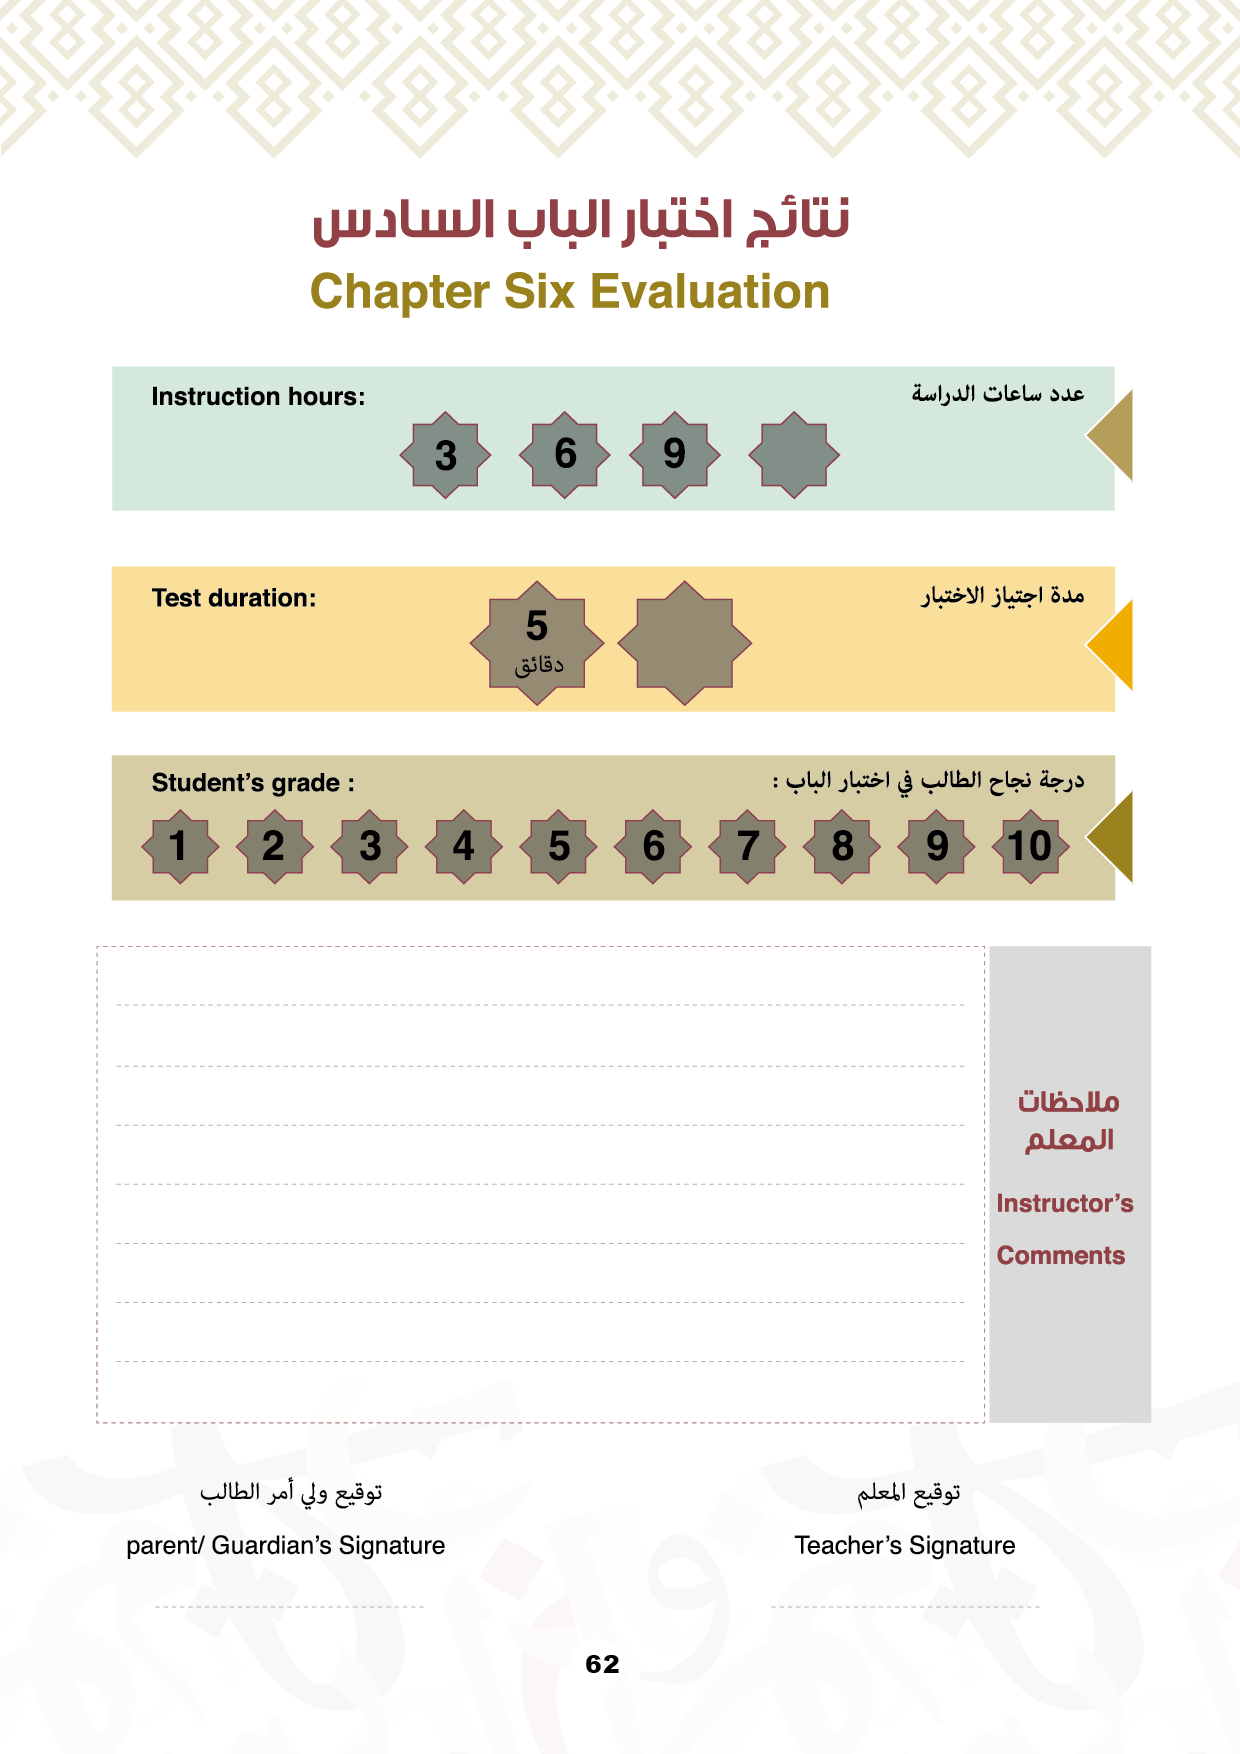 نتائج اختبار الباب السادس
Chapter Six Evaluation
Instruction hours: عدد ساعات الدراسة
3 6 9
Test duration: مدة اجتياز الاختبار
5
دقائق
Student’s grade : درجة نجاح الطالب في اختبار الباب :
1 2 3 4 5 6 7 8 9 10
ملاحظات
المعلم
Instructor’s
Comments
توقيع ولي أمر الطالب
parent/ Guardian’s Signature
توقيع المعلم
Teacher’s Signature
62